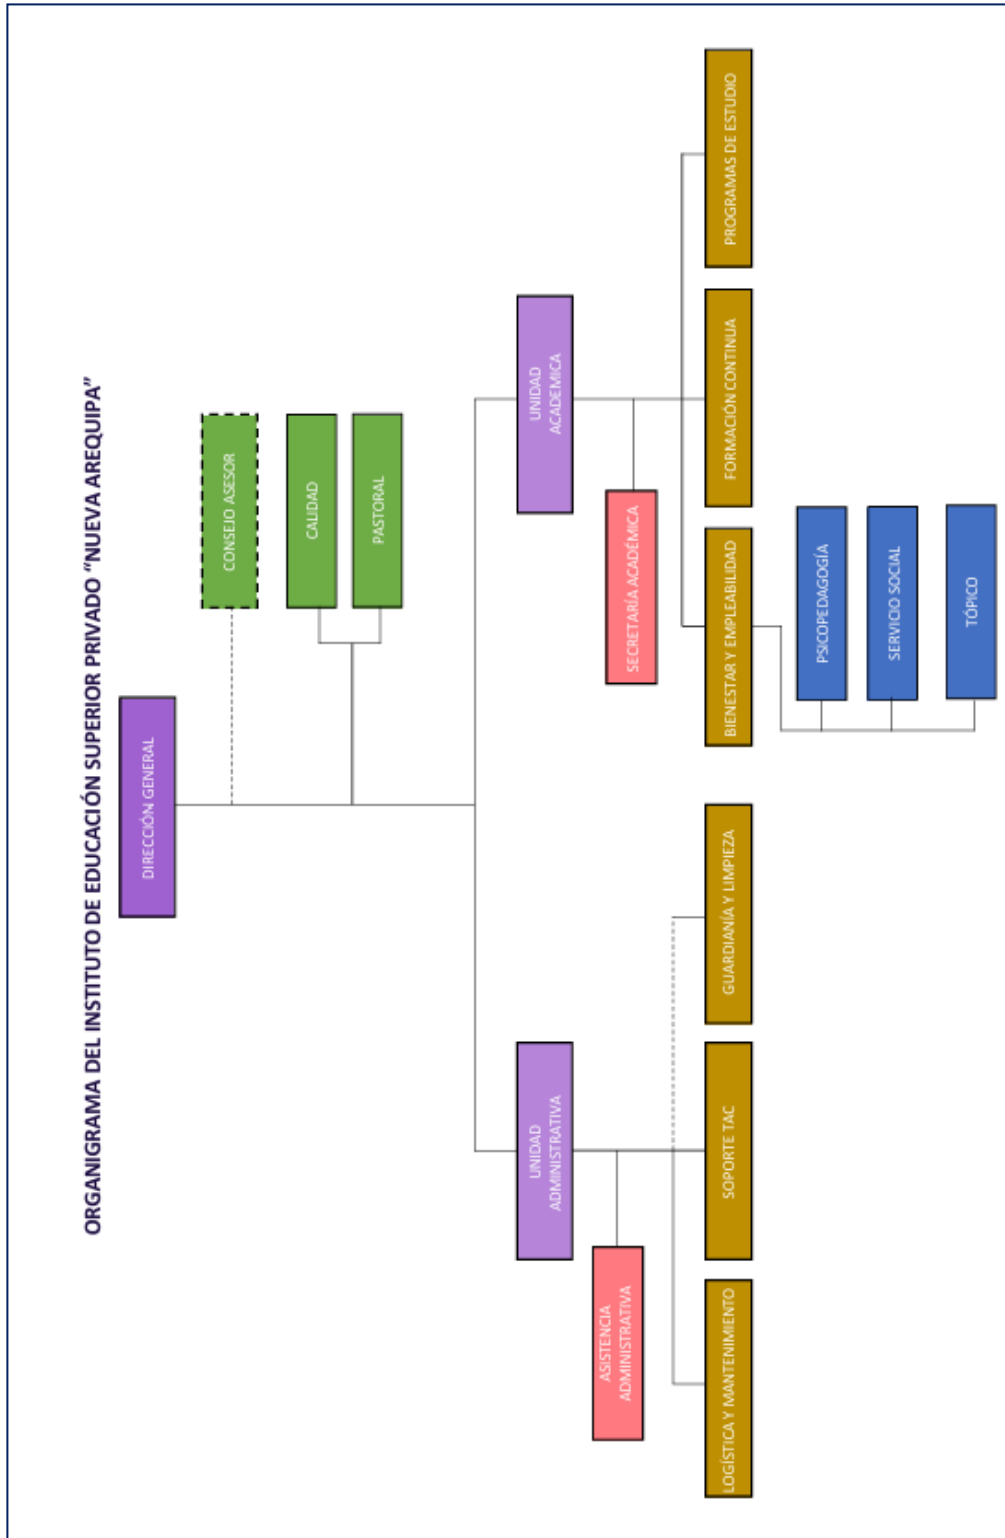 ORGANIGRAMA DEL INSTITUTO DE EDUCACIÓN SUPERIOR PRIVADO “NUEVA AREQUIPA”
DIRECCIÓN GENERAL
CONSEJO ASESOR
CALIDAD
PASTORAL
UNIDAD
ADMINISTRATIVA
UNIDAD
ACADEMICA
ASISTENCIA
ADMINISTRATIVA
SECRETARÍA ACADÉMICA
LOGÍSTICA Y MANTENIMIENTO
SOPORTE TAC
GUARDIANÍA Y LIMPIEZA
BIENESTAR Y EMPLEABILIDAD
FORMACIÓN CONTINUA
PROGRAMAS DE ESTUDIO
PSICOPEDAGOGÍA
SERVICIO SOCIAL
TÓPICO